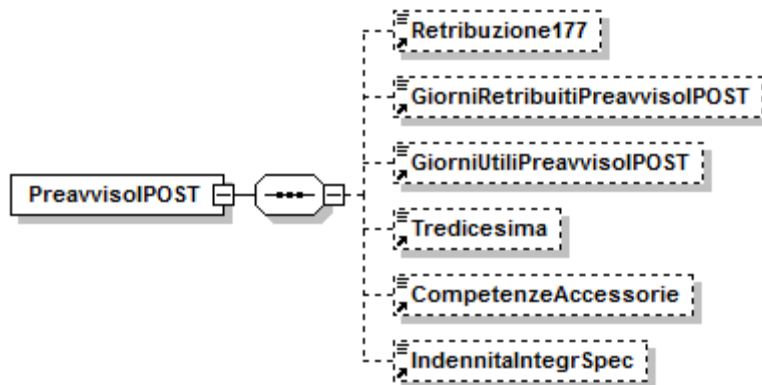 Retribuzione177
GiorniRetribuitiPreavvisoIPOST
GiorniUtiliPreavvisoIPOST
PreavvisoIPOST
Tredicesima
CompetenzeAccessorie
IndennitaIntegrSpec